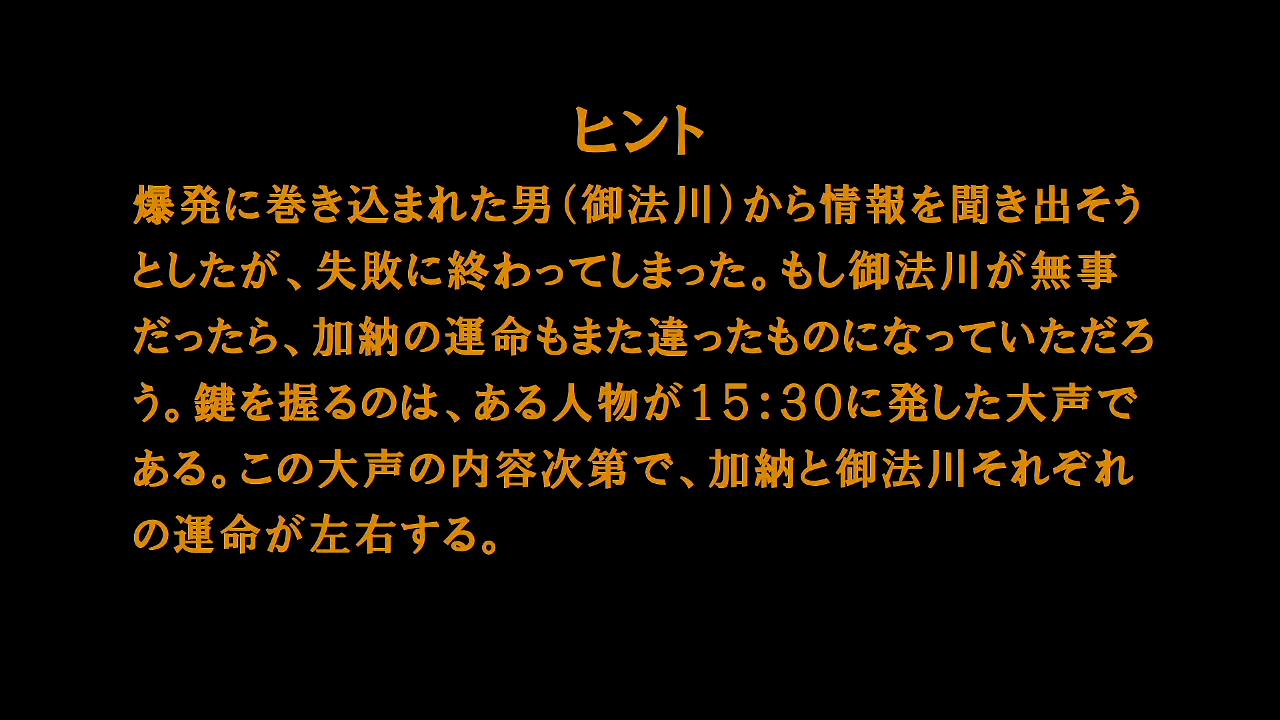 ヒント
爆発に巻き込まれた男（御法川）から情報を聞き出そう
としたが、失敗に終わってしまった。もし御法川が無事
だったら、加納の運命もまた違ったものになっていただろ
う。鍵を握るのは、ある人物が１５：３０に発した大声で
ある。この大声の内容次第で、加納と御法川それぞれ
の運命が左右する。